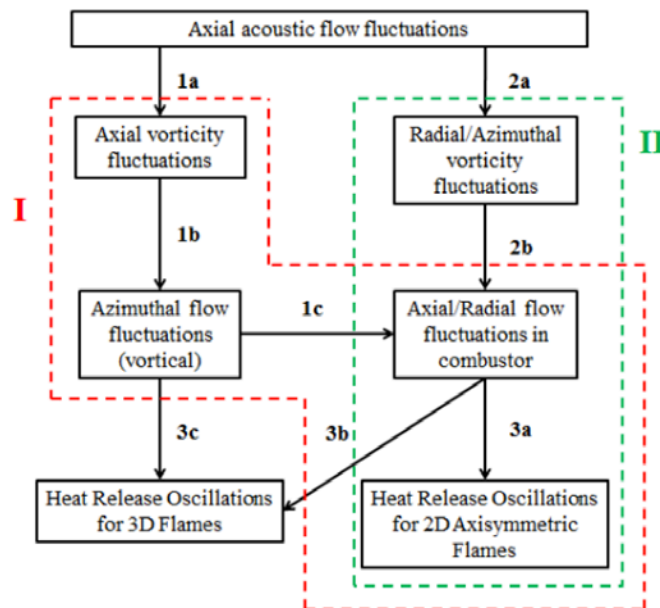 Axial acoustic flow fluctuations
1a
2a
Axial vorticity
fluctuations
Radial/Azimuthal
vorticity
fluctuations
II
I
1b
2b
Azimuthal flow
fluctuations
(vortical)
1c
Axial/Radial flow
fluctuations in
combustor
3c
3b
3a
Heat Release Oscillations
for 3D Flames
Heat Release Oscillations
for 2D Axisymmetric
Flames